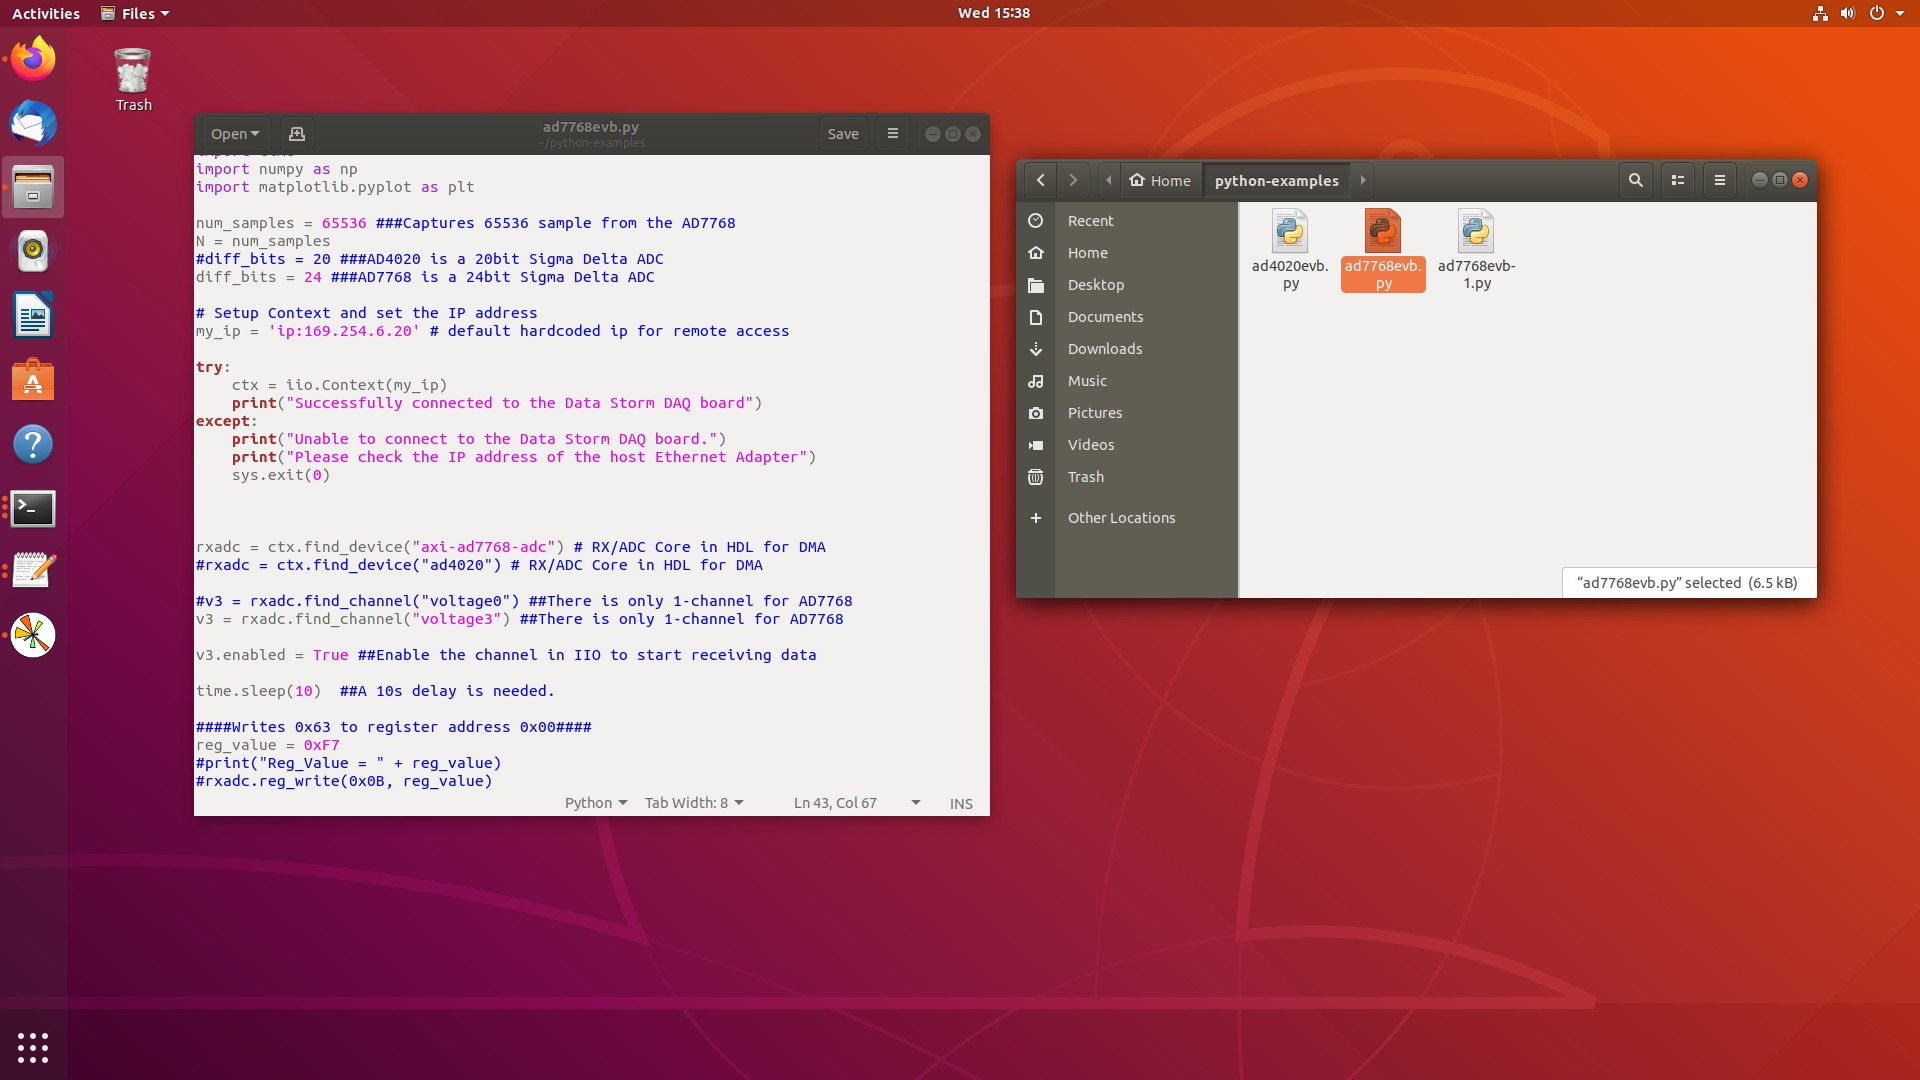 Activities
Files
Wed 15:38
Trash
Open
ad7768evb.py
~/python-examples
Save
import numpy as np
import matplotlib.pyplot as plt
num_samples = 65536 ###Captures 65536 sample from the AD7768
N = num_samples
#diff_bits = 20 ###AD4020 is a 20bit Sigma Delta ADC
diff_bits = 24 ###AD7768 is a 24bit Sigma Delta ADC
# Setup Context and set the IP address
my_ip = 'ip:169.254.6.20' # default hardcoded ip for remote access
try:
    ctx = iio.Context(my_ip)
    print("Successfully connected to the Data Storm DAQ board")
except:
    print("Unable to connect to the Data Storm DAQ board.")
    print("Please check the IP address of the host Ethernet Adapter")
    sys.exit(0)
rxadc = ctx.find_device("axi-ad7768-adc") # RX/ADC Core in HDL for DMA
#rxadc = ctx.find_device("ad4020") # RX/ADC Core in HDL for DMA
#v3 = rxadc.find_channel("voltage0") ##There is only 1-channel for AD7768
v3 = rxadc.find_channel("voltage3") ##There is only 1-channel for AD7768
v3.enabled = True ##Enable the channel in IIO to start receiving data
time.sleep(10)  ##A 10s delay is needed.
####Writes 0x63 to register address 0x00####
reg_value = 0xF7
#print("Reg_Value = " + reg_value)
#rxadc.reg_write(0x0B, reg_value)
Python
Tab Width: 8
Ln 43, Col 67
INS
Home
python-examples
Recent
Home
Desktop
Documents
Downloads
Music
Pictures
Videos
Trash
Other Locations
ad4020evb.
py
ad7768evb.
py
ad7768evb-
1.py
“ad7768evb.py” selected (6.5 kB)